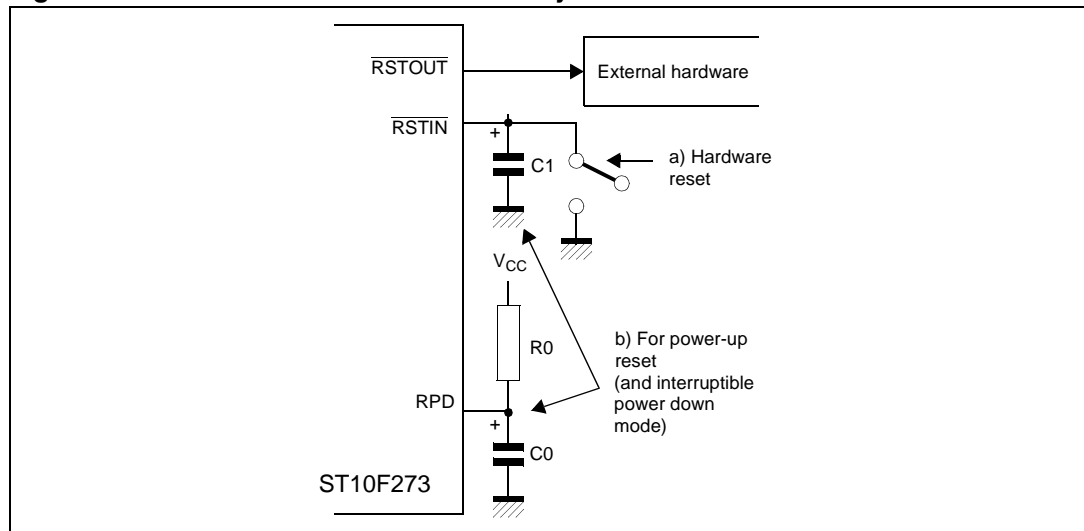 RSTOUT
External hardware
RSTIN
+
C1
a) Hardware
reset
VCC
R0
b) For power-up
reset
(and interruptible
power down
mode)
RPD
+
C0
ST10F273